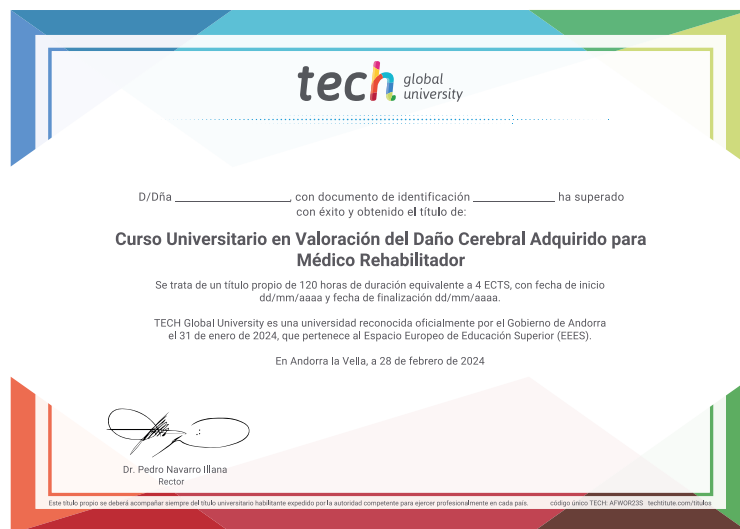 tech global university
D/Dña ____________________, con documento de identificación ______________ ha superado
con éxito y obtenido el título de:
Curso Universitario en Valoración del Daño Cerebral Adquirido para
Médico Rehabilitador
Se trata de un título propio de 120 horas de duración equivalente a 4 ECTS, con fecha de inicio
dd/mm/aaaa y fecha de finalización dd/mm/aaaa.
TECH Global University es una universidad reconocida oficialmente por el Gobierno de Andorra
el 31 de enero de 2024, que pertenece al Espacio Europeo de Educación Superior (EEES).
En Andorra la Vella, a 28 de febrero de 2024
Dr. Pedro Navarro Illana
Rector
Este título propio se deberá acompañar siempre del título universitario habilitante expedido por la autoridad competente para ejercer profesionalmente en cada país. código único TECH: AFWOR23S techtitute.com/titulos